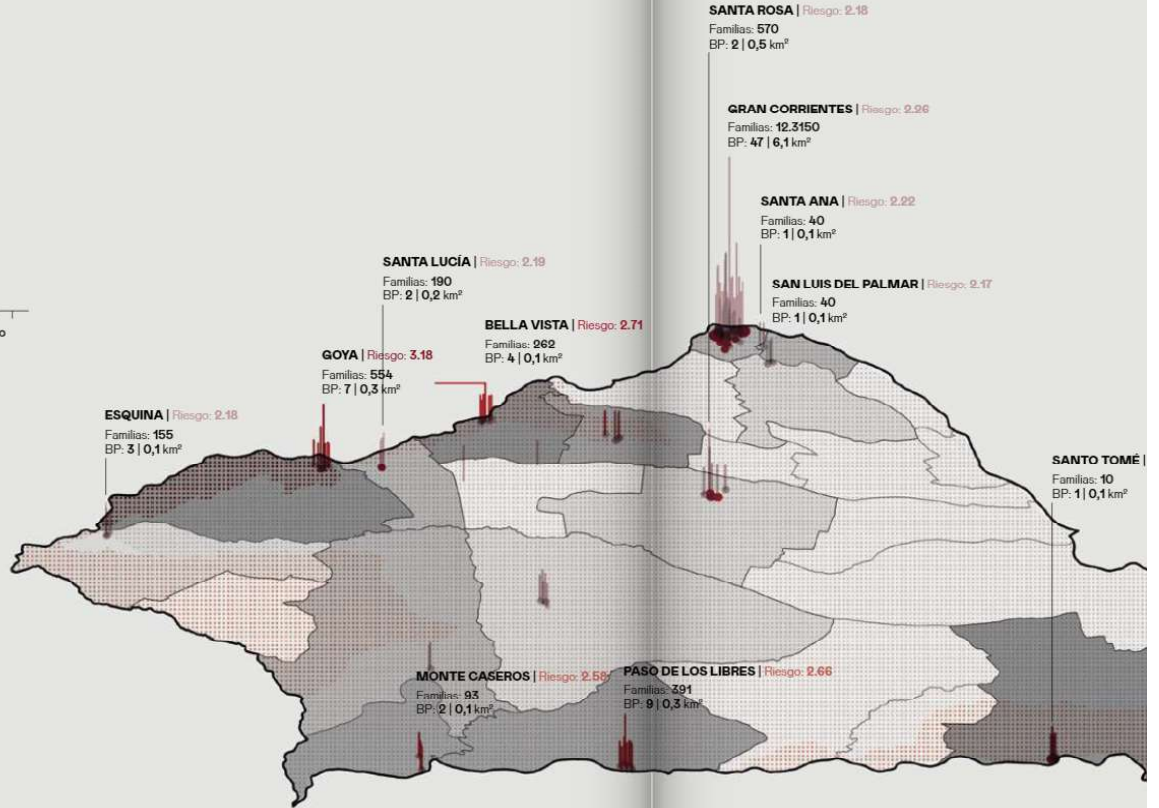 SANTA ROSA | Riesgo: 2.18
Familias: 570
BP: 2 | 0,5 km²
GRAN CORRIENTES | Riesgo: 2.26
Familias: 12.3150
BP: 47 | 6,1 km²
SANTA ANA | Riesgo: 2.22
Familias: 40
BP: 1 | 0,1 km²
SAN LUIS DEL PALMAR | Riesgo: 2.17
Familias: 40
BP: 1 | 0,1 km²
SANTA LUCÍA | Riesgo: 2.19
Familias: 190
BP: 2 | 0,2 km²
BELLA VISTA | Riesgo: 2.71
Familias: 262
BP: 4 | 0,1 km²
GOYA | Riesgo: 3.18
Familias: 554
BP: 7 | 0,3 km²
ESQUINA | Riesgo: 2.18
Familias: 155
BP: 3 | 0,1 km²
SANTO TOMÉ |
Familias: 10
BP: 1 | 0,1 km²
MONTE CASEROS | Riesgo: 2.58
Familias: 93
BP: 2 | 0,1 km²
PASO DE LOS LIBRES | Riesgo: 2.66
Familias: 391
BP: 9 | 0,3 km²